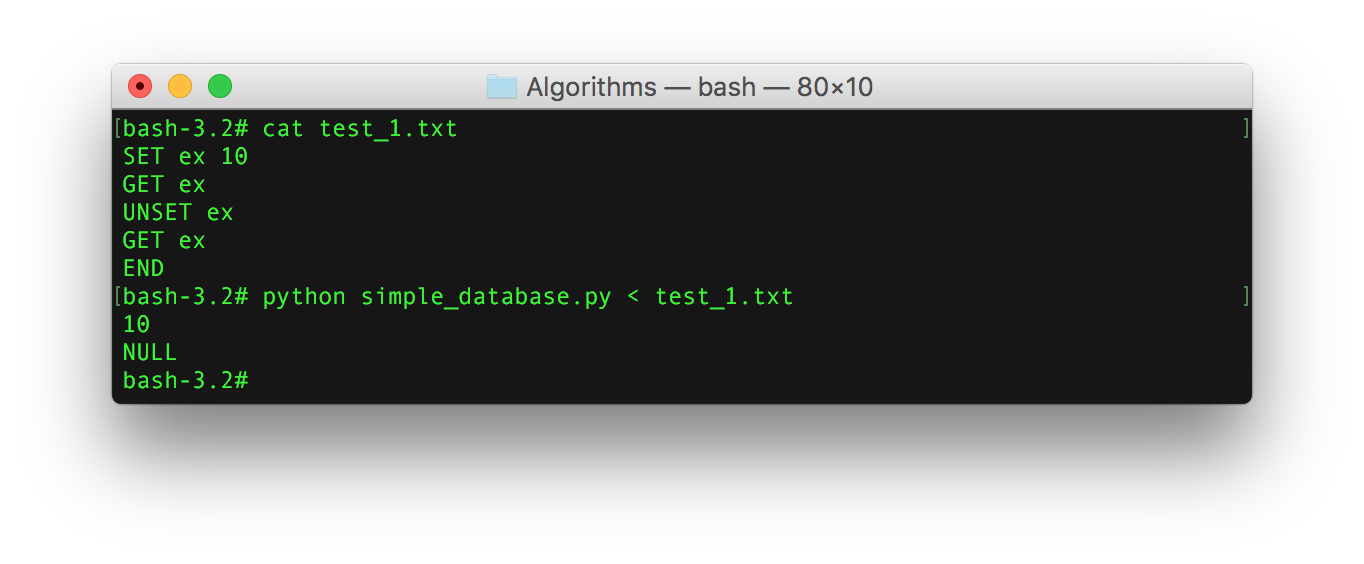 Algorithms — bash — 80×10
[bash-3.2# cat test_1.txt ]
SET ex 10
GET ex
UNSET ex
GET ex
END
[bash-3.2# python simple_database.py < test_1.txt ]
10
NULL
bash-3.2#